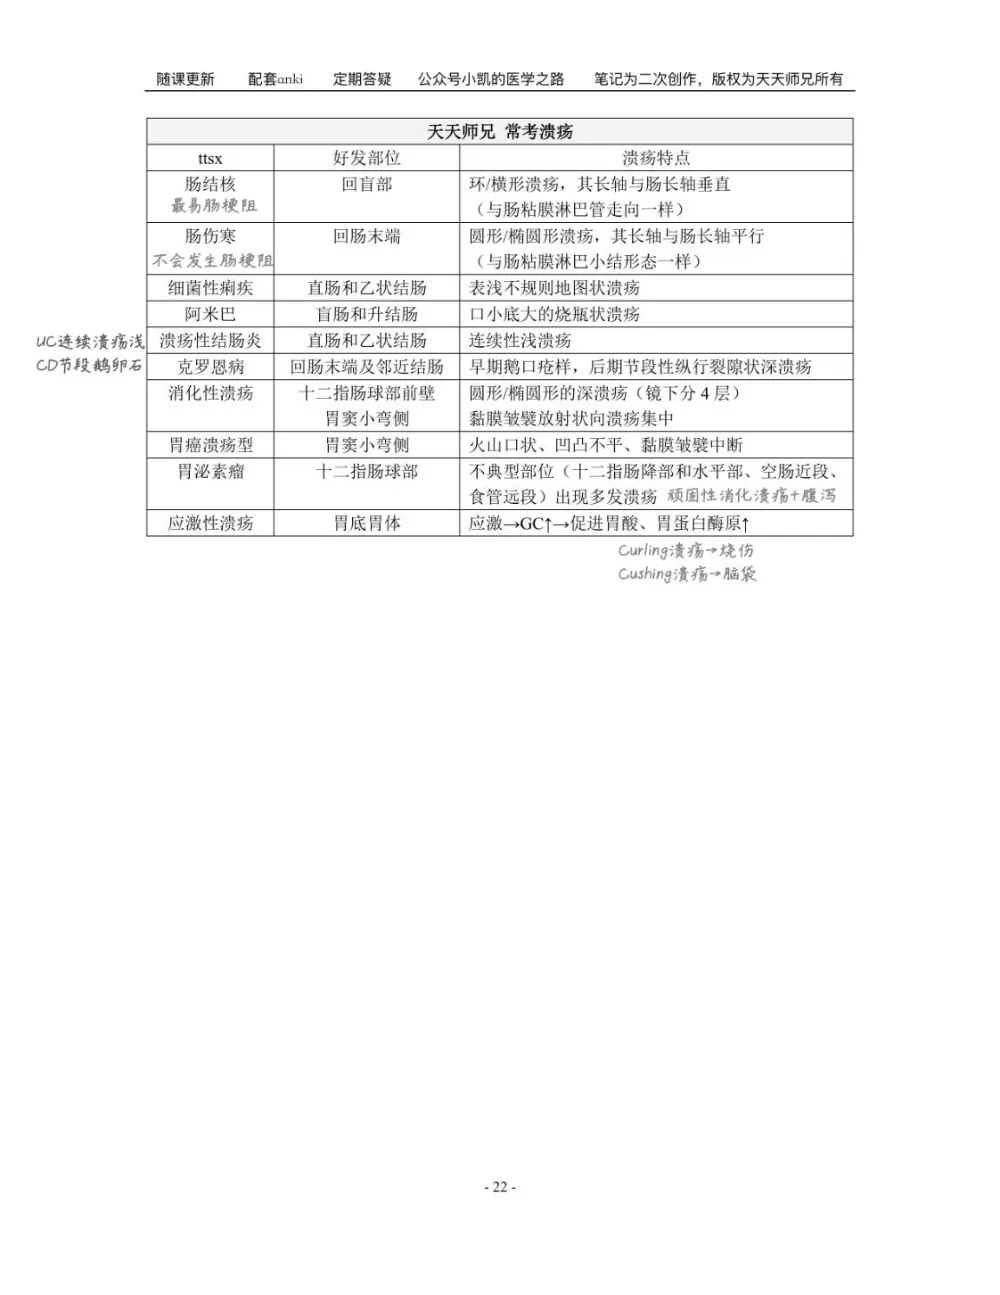 随课更新 配套anki 定期答疑 公众号小凯的医学之路 笔记为二次创作，版权为天天师兄所有
天天师兄 常考溃疡
ttsx 好发部位 溃疡特点
肠结核 回盲部 环/横形溃疡，其长轴与肠长轴垂直
最易肠梗阻 （与肠粘膜淋巴管走向一样）
肠伤寒 回肠末端 圆形/椭圆形溃疡，其长轴与肠长轴平行
不会发生肠梗阻 （与肠粘膜淋巴小结形态一样）
细菌性痢疾 直肠和乙状结肠 表浅不规则地图状溃疡
阿米巴 盲肠和升结肠 口小底大的烧瓶状溃疡
UC连续溃疡浅 溃疡性结肠炎 直肠和乙状结肠 连续性浅溃疡
CD节段鹅卵石 克罗恩病 回肠末端及邻近结肠 早期鹅口疮样，后期节段性纵行裂隙状深溃疡
消化性溃疡 十二指肠球部前壁 圆形/椭圆形的深溃疡（镜下分 4 层）
胃窦小弯侧 黏膜皱襞放射状向溃疡集中
胃癌溃疡型 胃窦小弯侧 火山口状、凹凸不平、黏膜皱襞中断
胃泌素瘤 十二指肠球部 不典型部位（十二指肠降部和水平部、空肠近段、
食管远段）出现多发溃疡 顽固性消化溃疡+腹泻
应激性溃疡 胃底胃体 应激→GC↑→促进胃酸、胃蛋白酶原↑
Curling溃疡→烧伤
Cushing溃疡→脑袋
- 22 -